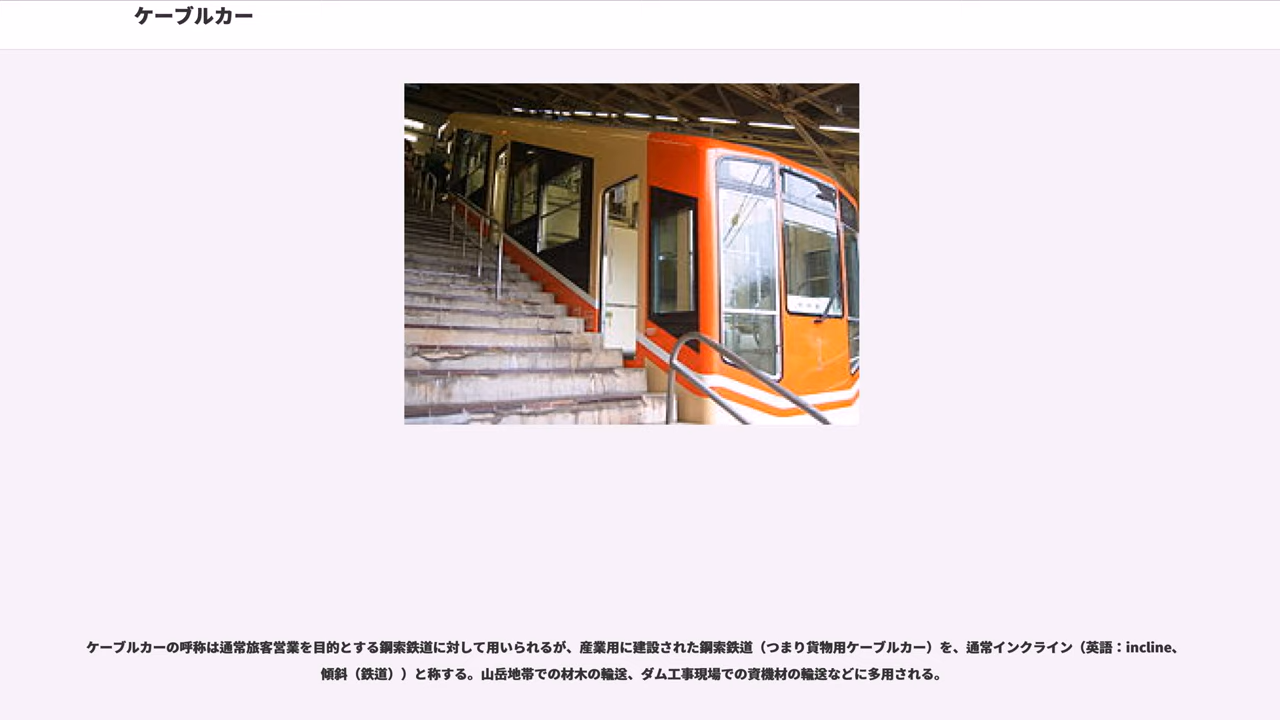 ケーブルカー
ケーブルカーの呼称は通常旅客営業を目的とする鋼索鉄道に対して用いられるが、産業用に建設された鋼索鉄道（つまり貨物用ケーブルカー）を、通常インクライン（英語：incline、
傾斜（鉄道））と称する。山岳地帯での材木の輸送、ダム工事現場での資機材の輸送などに多用される。